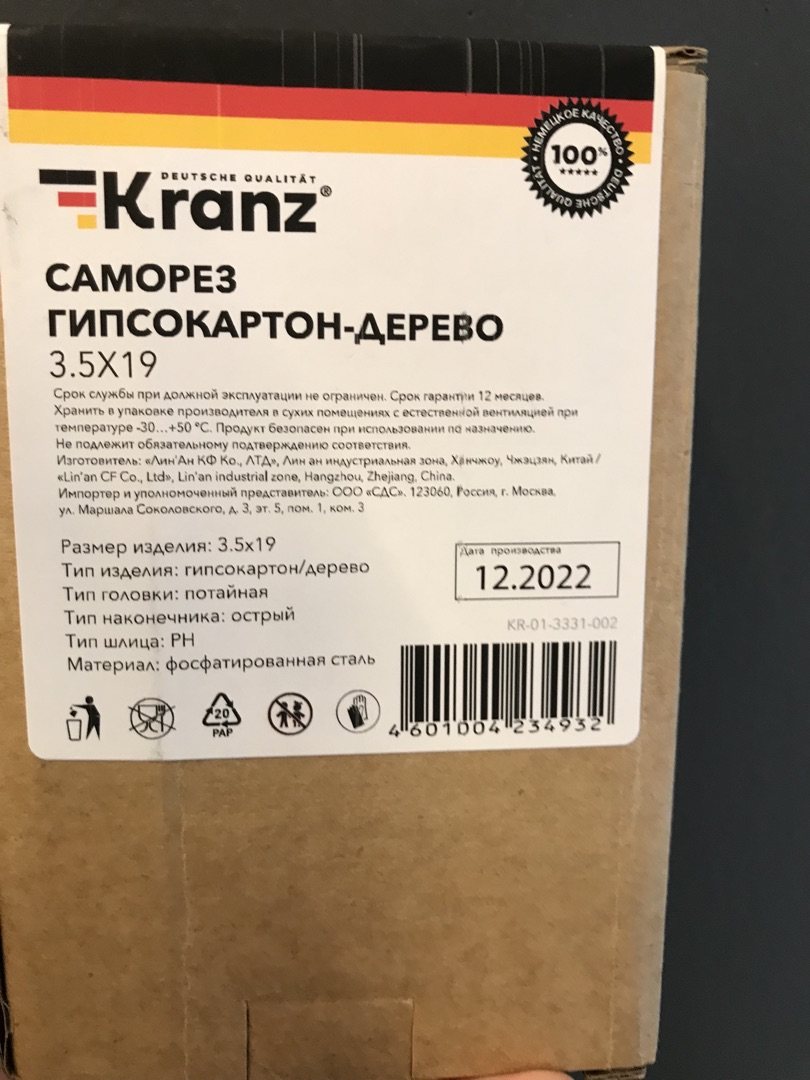 DEUTSCHE QUALITÄT
Kranz®
НЕМЕЦКОЕ КАЧЕСТВО • DEUTSCHE QUALITÄT •
100%
САМОРЕЗ
ГИПСОКАРТОН-ДЕРЕВО
3.5X19
Срок службы при должной эксплуатации не ограничен. Срок гарантии 12 месяцев.
Хранить в упаковке производителя в сухих помещениях с естественной вентиляцией при
температуре -30...+50 °C. Продукт безопасен при использовании по назначению.
Не подлежит обязательному подтверждению соответствия.
Изготовитель: «Лин'Ан КФ Ко., ЛТД», Лин ан индустриальная зона, Ханчжоу, Чжэцзян, Китай /
«Lin'an CF Co., Ltd», Lin'an industrial zone, Hangzhou, Zhejiang, China.
Импортер и уполномоченный представитель: ООО «СДС». 123060, Россия, г. Москва,
ул. Маршала Соколовского, д. 3, эт. 5, пом. 1, ком. 3
Размер изделия: 3.5x19
Тип изделия: гипсокартон/дерево
Тип головки: потайная
Тип наконечника: острый
Тип шлица: PH
Материал: фосфатированная сталь
Дата производства
12.2022
KR-01-3331-002
20
PAP
4 601004 234932